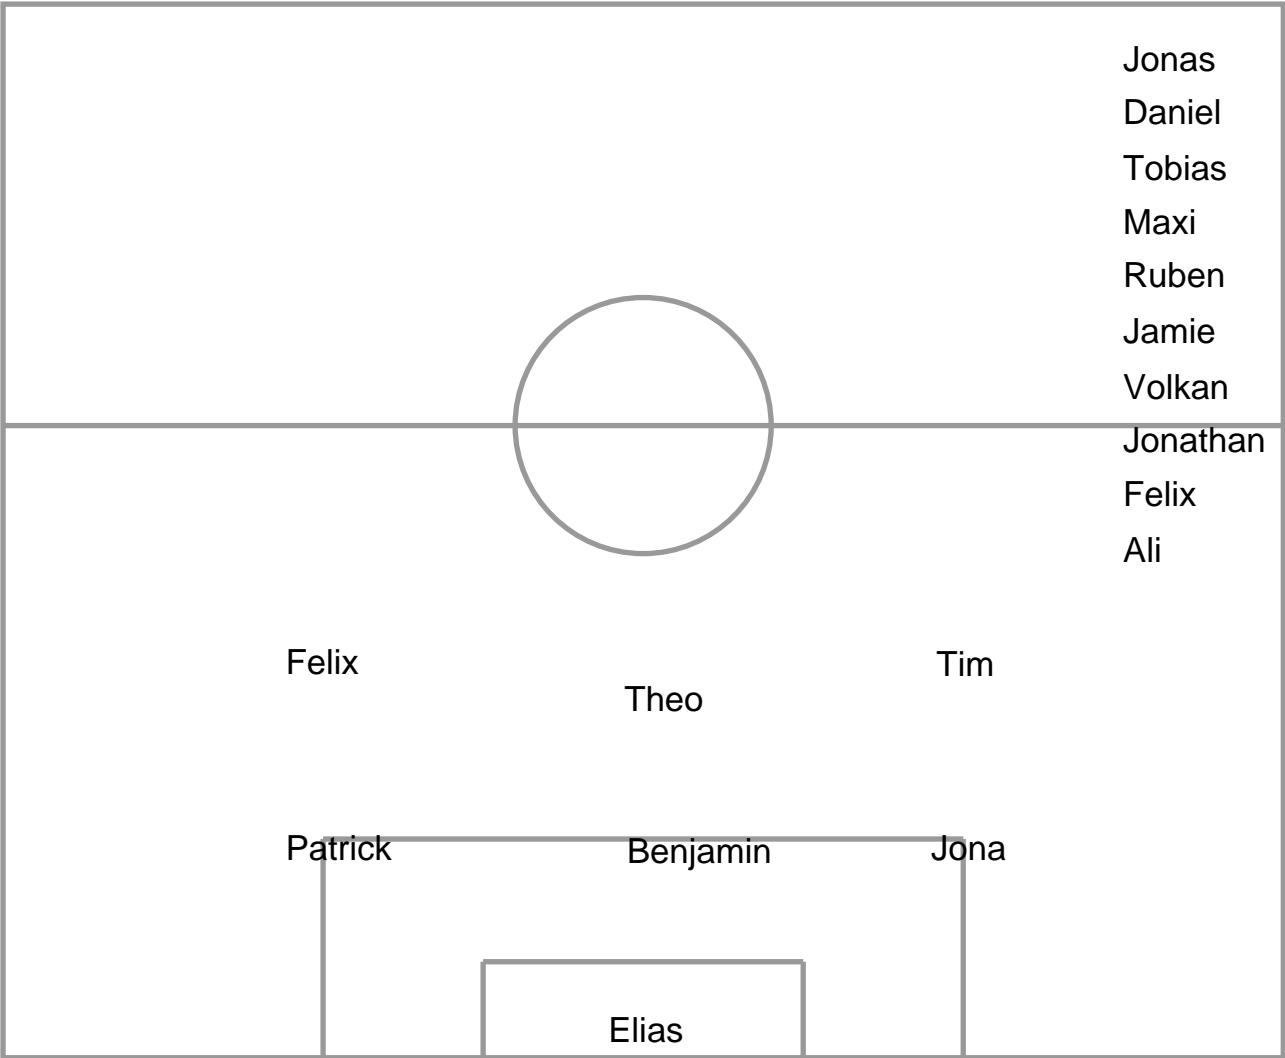 Jonas
Daniel
Tobias
Maxi
Ruben
Jamie
Volkan
Jonathan
Felix
Ali
Felix
Tim
Theo
Patrick
Benjamin
Jona
Elias